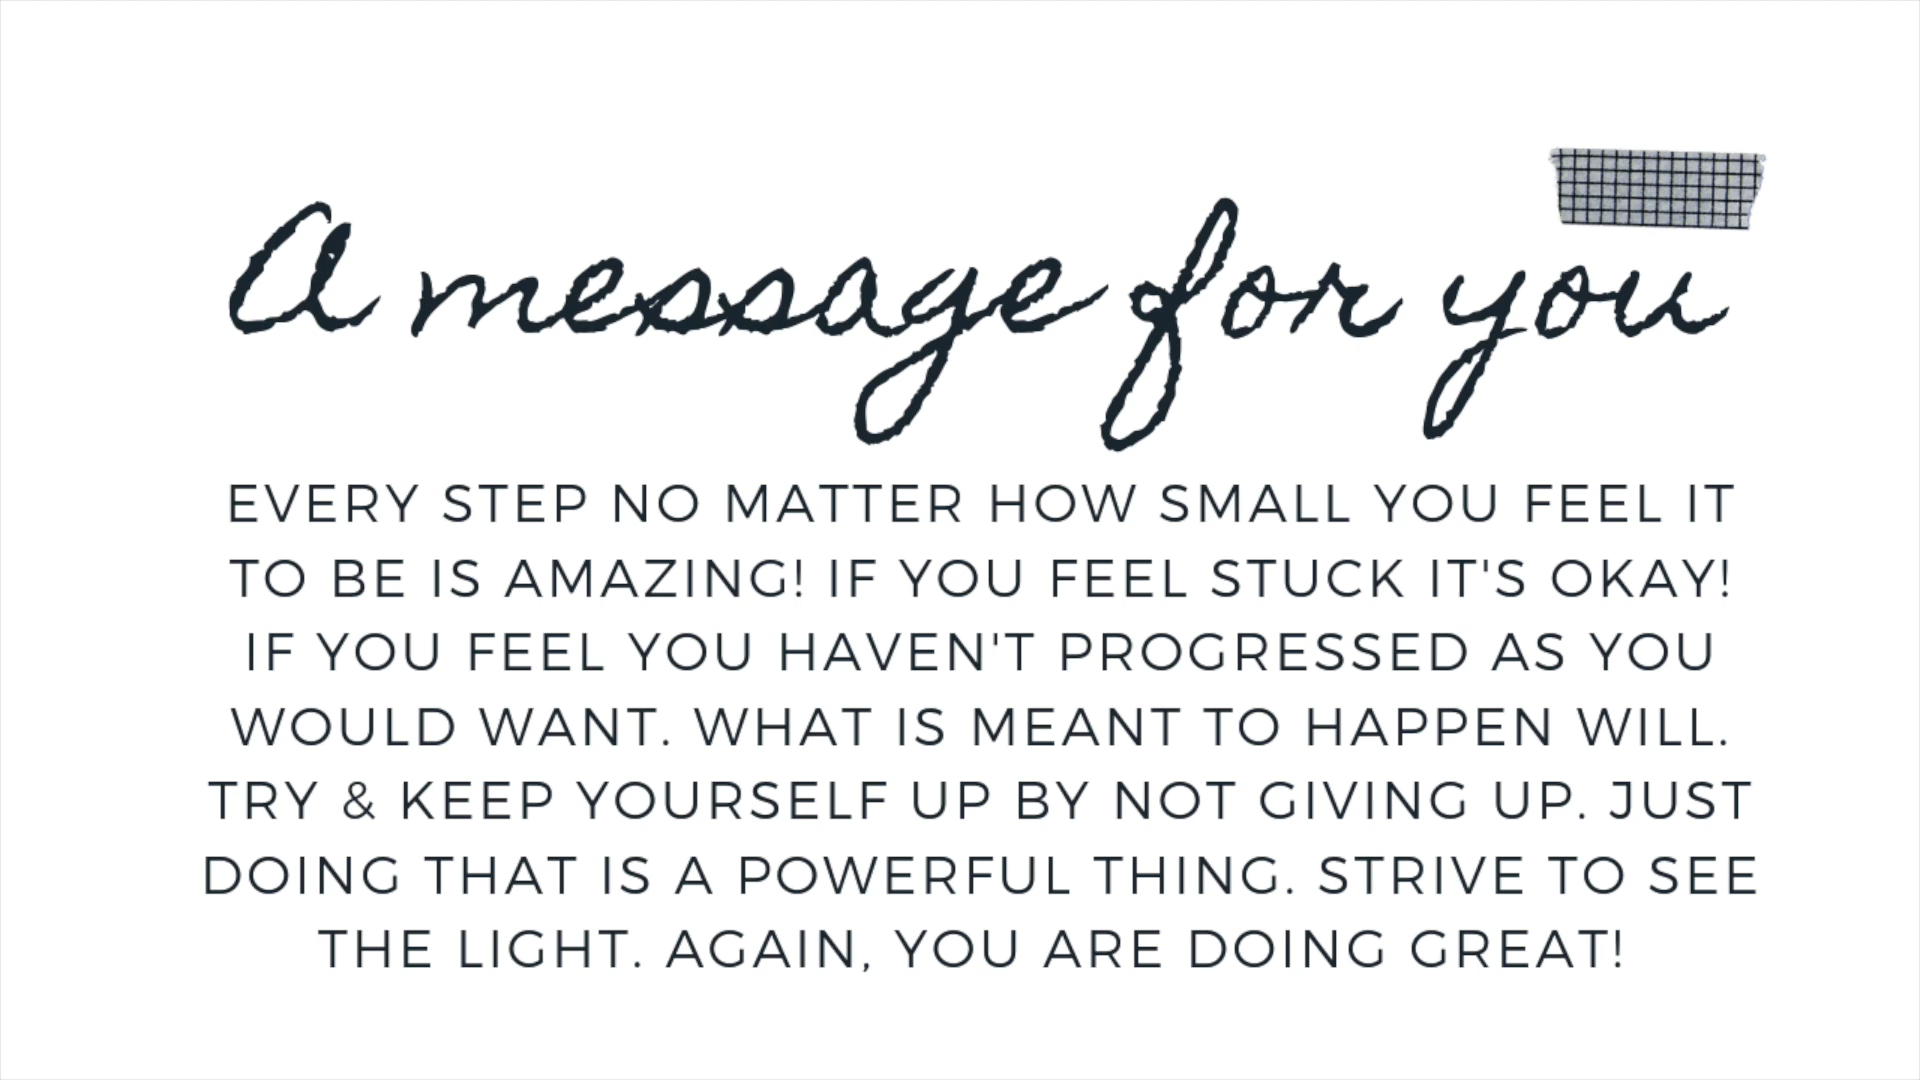 A message for you
EVERY STEP NO MATTER HOW SMALL YOU FEEL IT
TO BE IS AMAZING! IF YOU FEEL STUCK IT'S OKAY!
IF YOU FEEL YOU HAVEN'T PROGRESSED AS YOU
WOULD WANT. WHAT IS MEANT TO HAPPEN WILL.
TRY & KEEP YOURSELF UP BY NOT GIVING UP. JUST
DOING THAT IS A POWERFUL THING. STRIVE TO SEE
THE LIGHT. AGAIN, YOU ARE DOING GREAT!